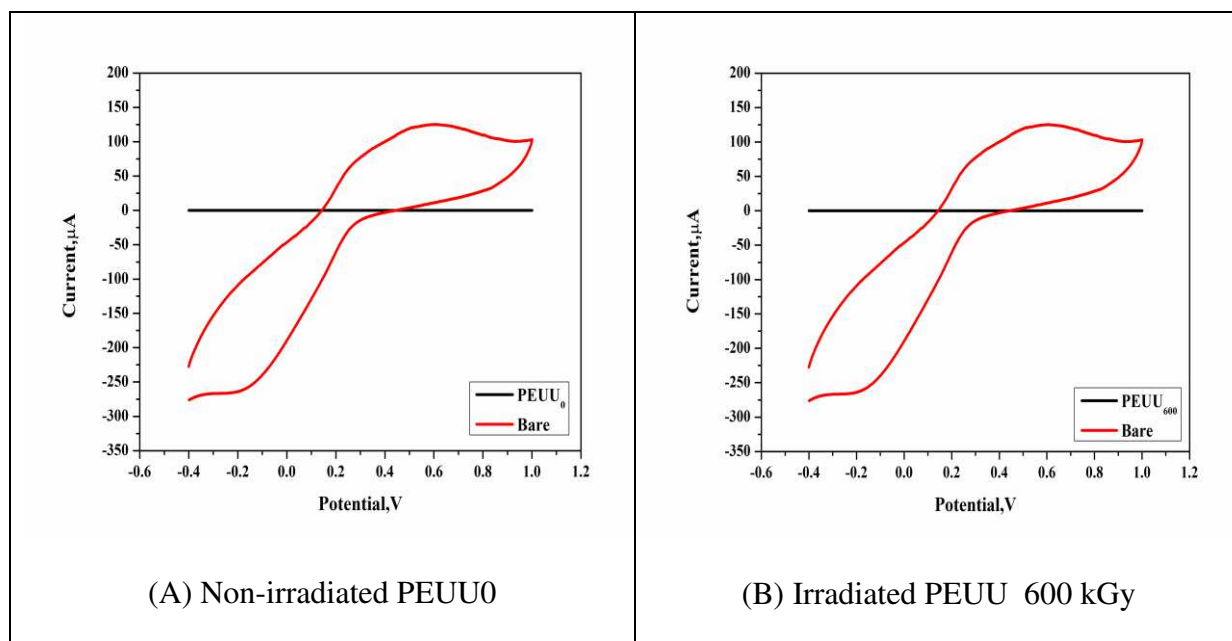 200
150
100
50
0
-50
-100
-150
-200
-250
-300
-350
Current,µA
-0.6 -0.4 -0.2 0.0 0.2 0.4 0.6 0.8 1.0 1.2
Potential,V
PEUU0
Bare
(A) Non-irradiated PEUU0
200
150
100
50
0
-50
-100
-150
-200
-250
-300
-350
Current,µA
-0.6 -0.4 -0.2 0.0 0.2 0.4 0.6 0.8 1.0 1.2
Potential,V
PEUU600
Bare
(B) Irradiated PEUU 600 kGy